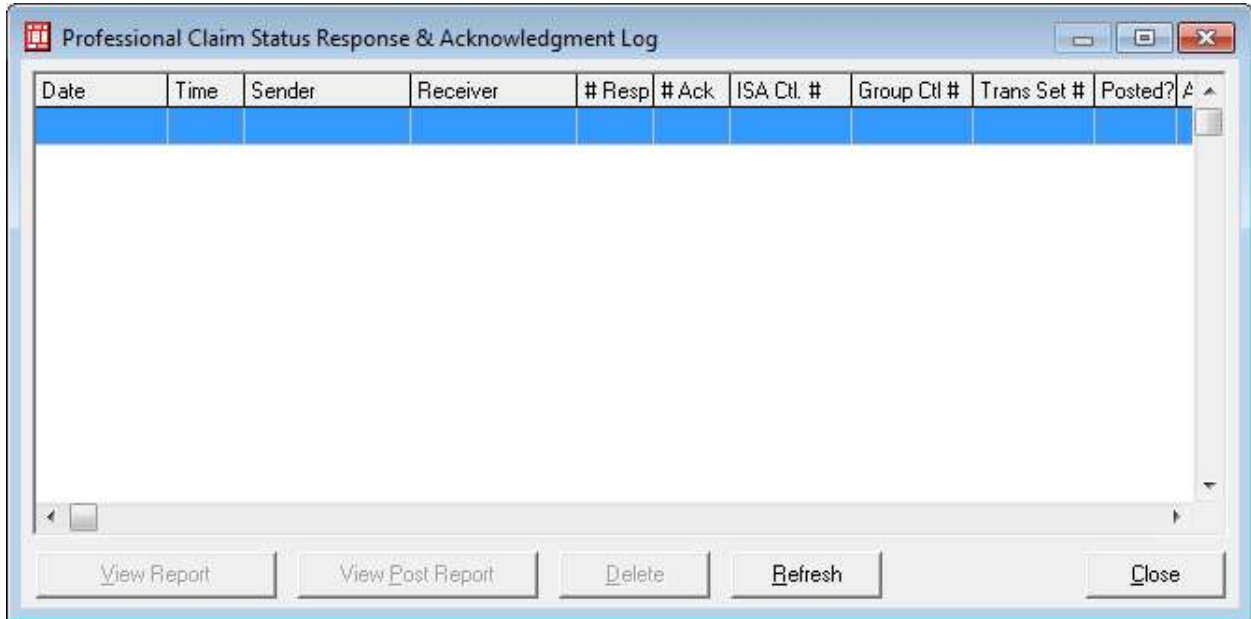 Professional Claim Status Response & Acknowledgment Log
Date Time Sender Receiver # Resp # Ack ISA Ctl. # Group Ctl # Trans Set # Posted? A
View Report View Post Report Delete Refresh Close